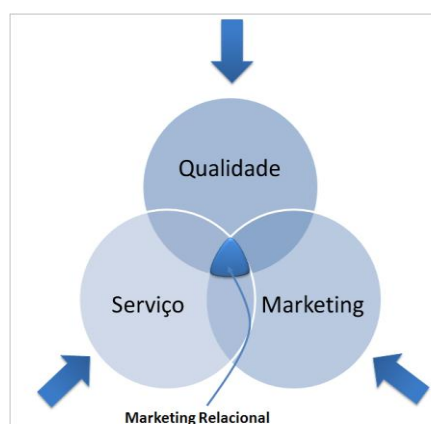 Qualidade
Serviço
Marketing
Marketing Relacional